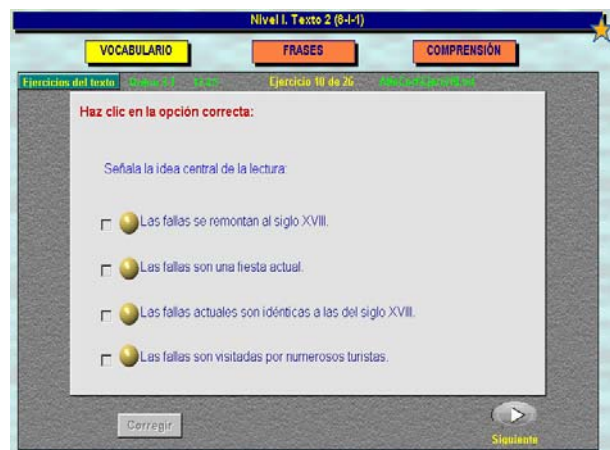 Nivel I. Texto 2 (8-I-1)
VOCABULARIO
FRASES
COMPRENSIÓN
Ejercicios del texto
Ejercicio 10 de 26
Haz clic en la opción correcta:
Señala la idea central de la lectura:
Las fallas se remontan al siglo XVIII.
Las fallas son una fiesta actual.
Las fallas actuales son idénticas a las del siglo XVIII.
Las fallas son visitadas por numerosos turistas.
Corregir
Siguiente